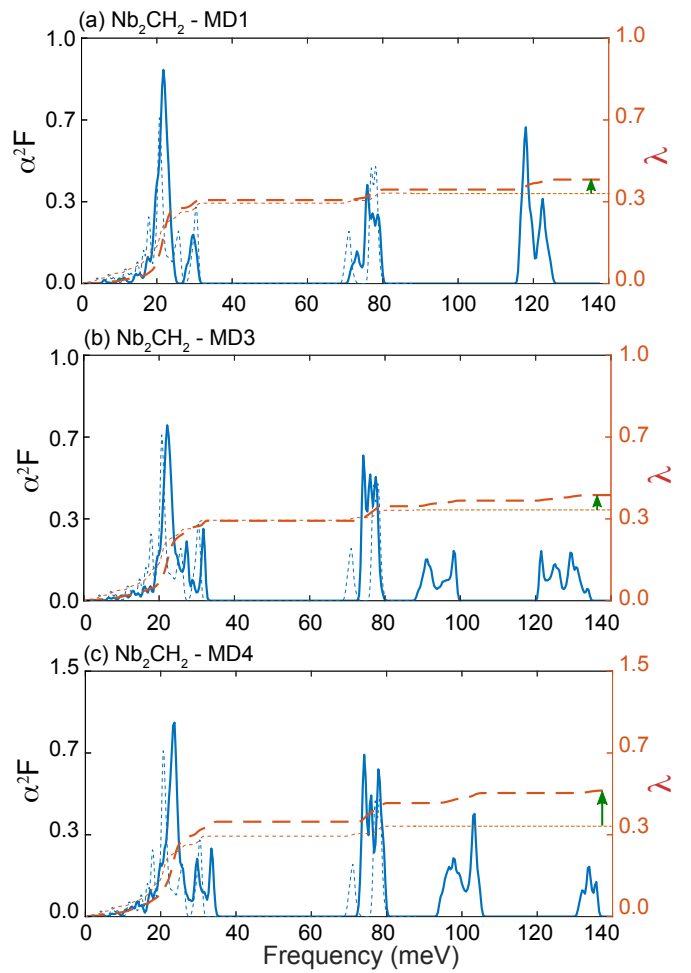 (a) Nb₂CH₂ - MD1
1.0 1.0
0.7 0.7
α²F λ
0.3 0.3
0.0 0.0
0 20 40 60 80 100 120 140
(b) Nb₂CH₂ - MD3
1.0 1.0
0.7 0.7
α²F λ
0.3 0.3
0.0 0.0
0 20 40 60 80 100 120 140
(c) Nb₂CH₂ - MD4
1.5 1.5
0.7 0.7
α²F λ
0.3 0.3
0.0 0.0
0 20 40 60 80 100 120 140
Frequency (meV)